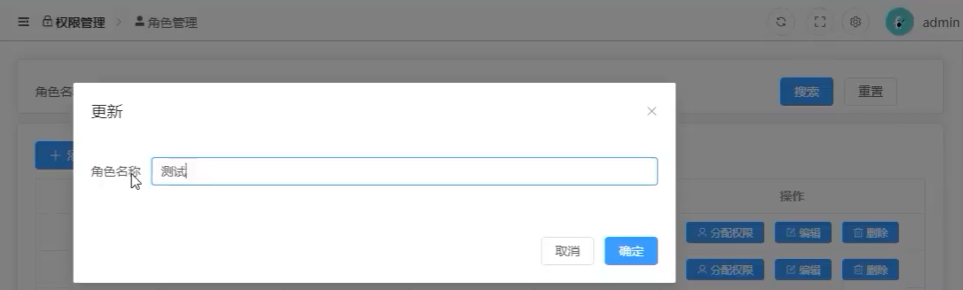 权限管理 > 角色管理
admin
角色名
搜索 重置
更新
角色名称 测试
操作
取消 确定
分配权限 编辑 删除
分配权限 编辑 删除